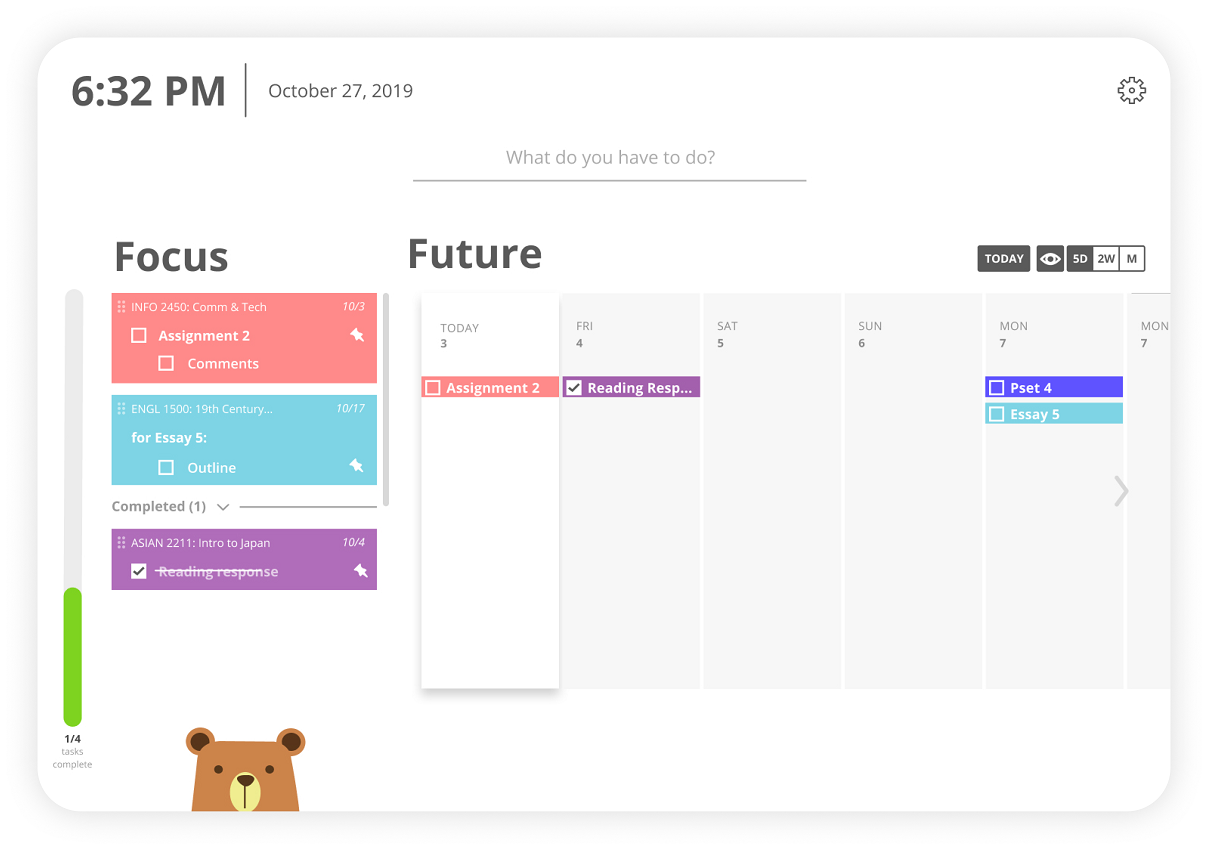 6:32 PM
October 27, 2019
What do you have to do?
Focus
Future
TODAY
5D
2W
M
INFO 2450: Comm & Tech
10/3
Assignment 2
Comments
ENGL 1500: 19th Century...
10/17
for Essay 5:
Outline
Completed (1)
ASIAN 2211: Intro to Japan
10/4
Reading response
1/4
tasks
complete
TODAY
3
Assignment 2
FRI
4
Reading Resp...
SAT
5
SUN
6
MON
7
Pset 4
Essay 5
MON
7